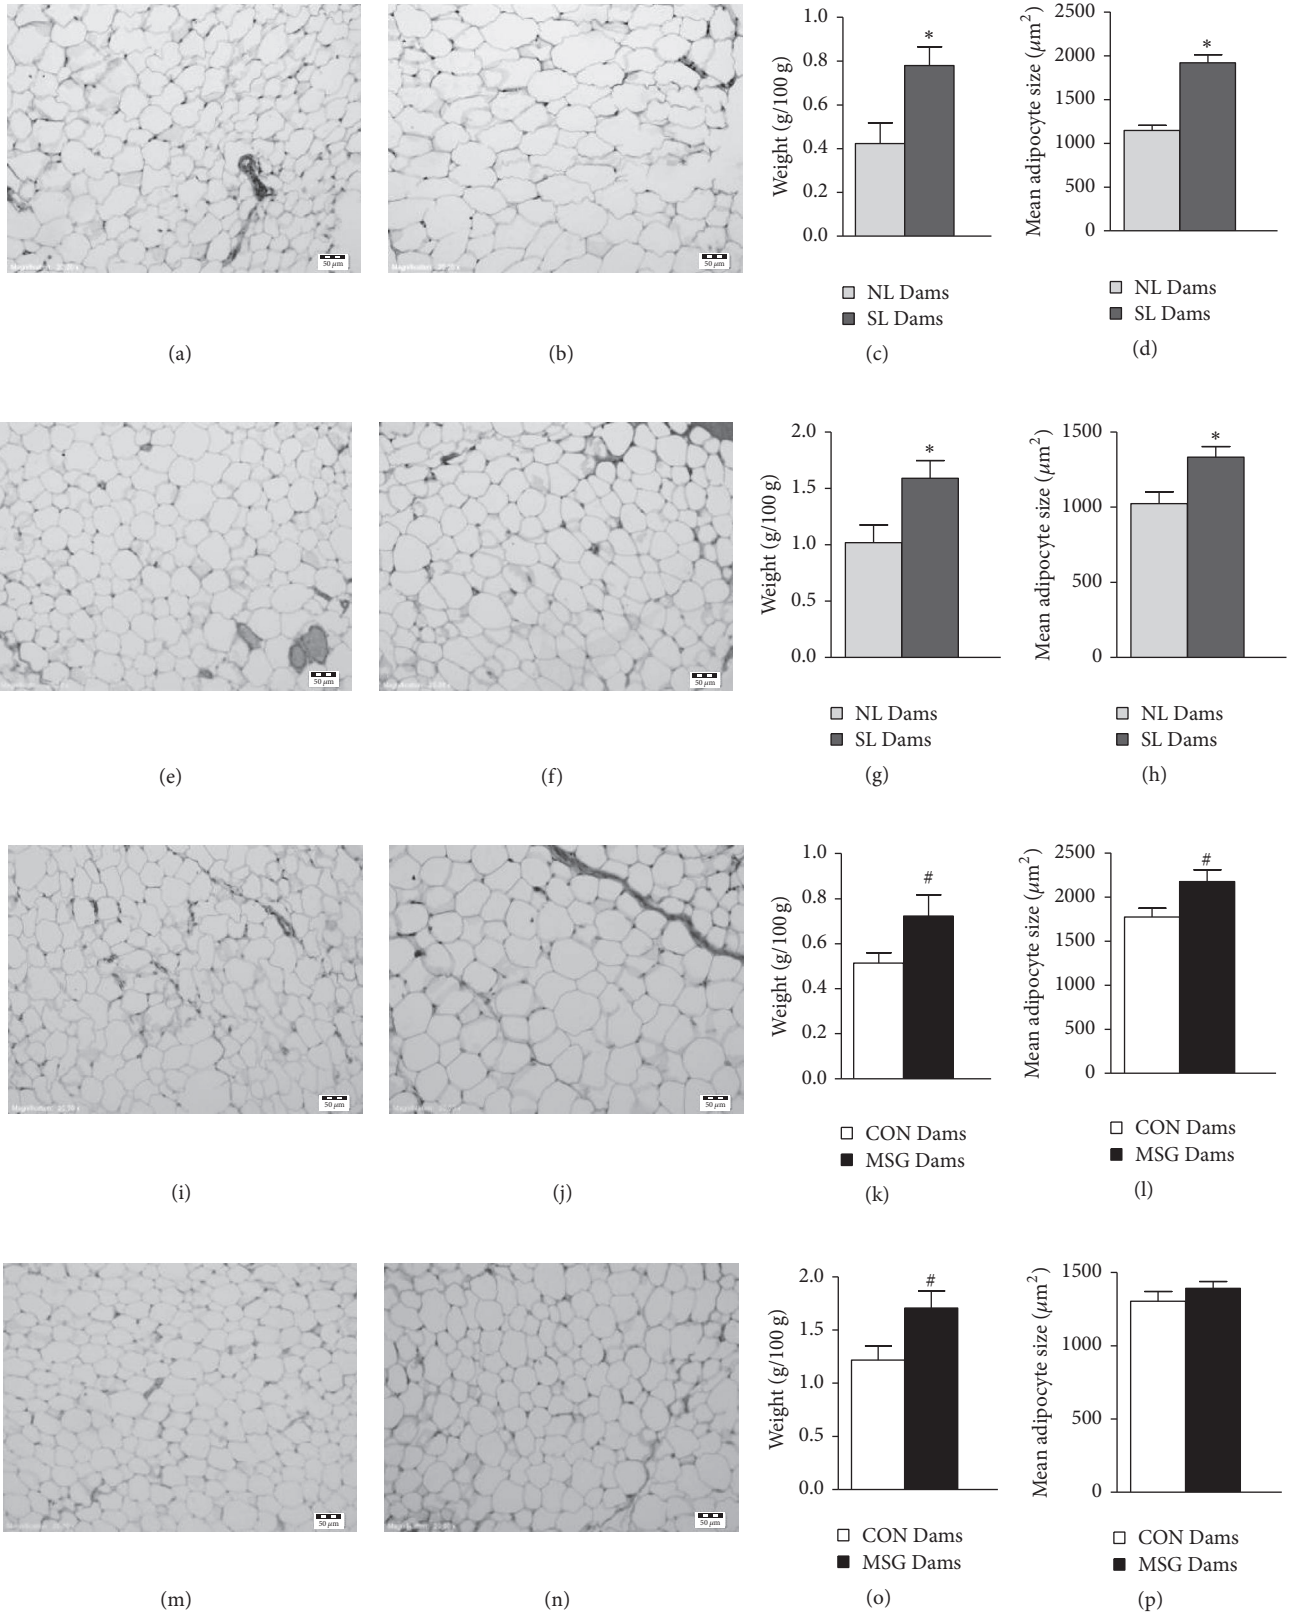 50 μm
(a)
50 μm
(b)
Weight (g/100 g)
1.0
0.8
0.6
0.4
0.2
0.0
*
NL Dams
SL Dams
(c)
Mean adipocyte size (μm²)
2500
2000
1500
1000
500
0
*
NL Dams
SL Dams
(d)
50 μm
(e)
50 μm
(f)
Weight (g/100 g)
2.0
1.5
1.0
0.5
0.0
*
NL Dams
SL Dams
(g)
Mean adipocyte size (μm²)
1500
1000
500
0
*
NL Dams
SL Dams
(h)
50 μm
(i)
50 μm
(j)
Weight (g/100 g)
1.0
0.8
0.6
0.4
0.2
0.0
#
CON Dams
MSG Dams
(k)
Mean adipocyte size (μm²)
2500
2000
1500
1000
500
0
#
CON Dams
MSG Dams
(l)
50 μm
(m)
50 μm
(n)
Weight (g/100 g)
2.0
1.5
1.0
0.5
0.0
#
CON Dams
MSG Dams
(o)
Mean adipocyte size (μm²)
1500
1000
500
0
CON Dams
MSG Dams
(p)